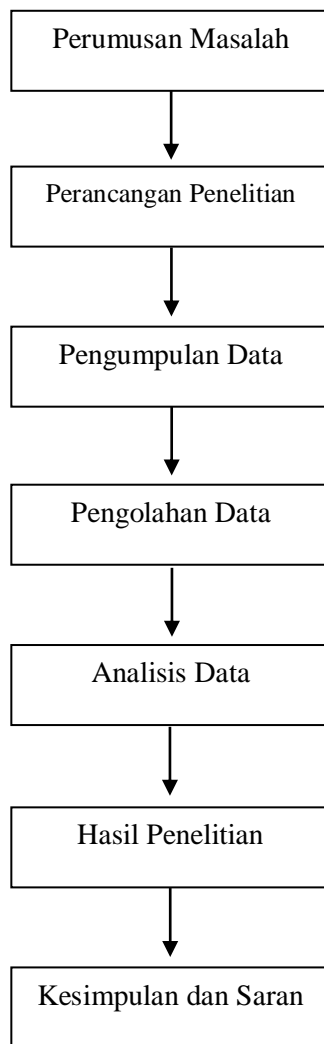 Perumusan Masalah
Perancangan Penelitian
Pengumpulan Data
Pengolahan Data
Analisis Data
Hasil Penelitian
Kesimpulan dan Saran